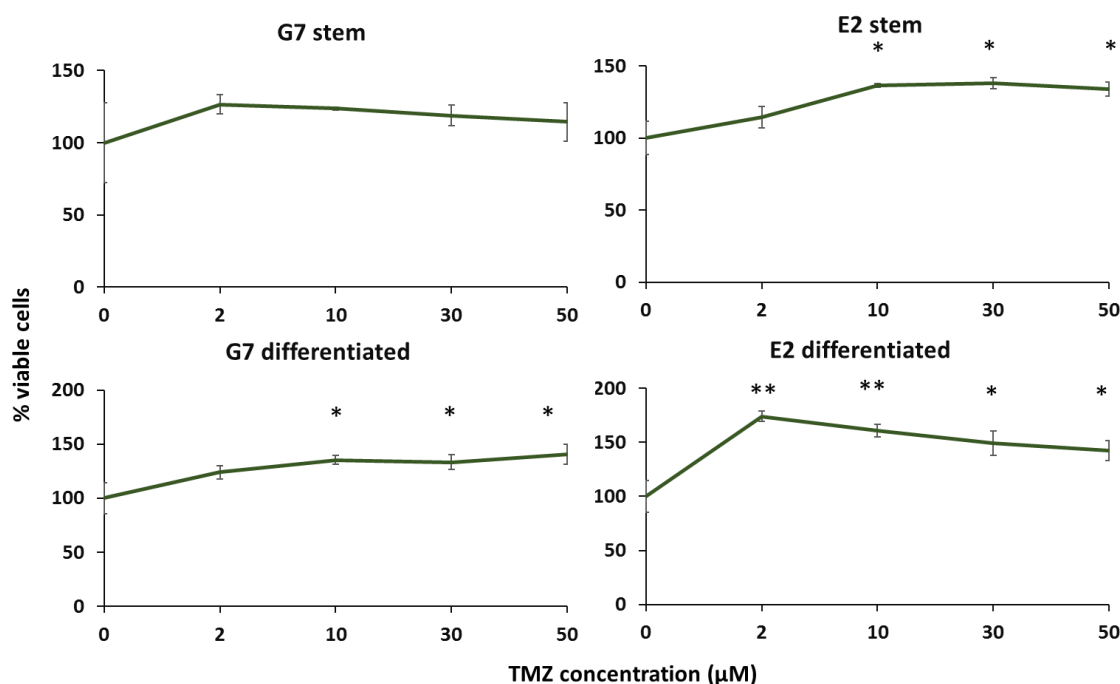 G7 stem
150
100
50
0
0 2 10 30 50
E2 stem
* * *
150
100
50
0
0 2 10 30 50
% viable cells
G7 differentiated
* * *
200
150
100
50
0
0 2 10 30 50
E2 differentiated
** ** * *
200
150
100
50
0
0 2 10 30 50
TMZ concentration (µM)